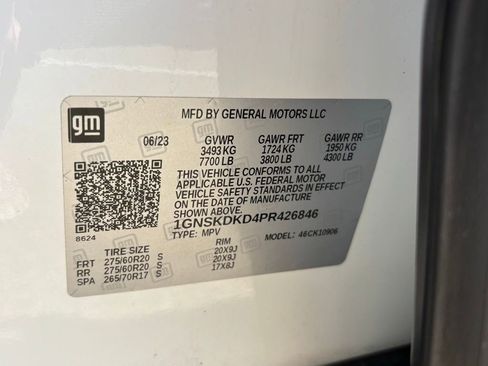 gm
MFD BY GENERAL MOTORS LLC
06/23 GVWR GAWR FRT GAWR RR
3493 KG 1724 KG 1950 KG
7700 LB 3800 LB 4300 LB
THIS VEHICLE CONFORMS TO ALL
APPLICABLE U.S. FEDERAL MOTOR
VEHICLE SAFETY STANDARDS IN EFFECT
ON THE DATE OF MANUFACTURE
SHOWN ABOVE.
1GNSKDKD4PR426846
8624 TYPE: MPV MODEL: 46CK10906
TIRE SIZE RIM
FRT 275/60R20 S 20X9J
RR 275/60R20 S 20X9J
SPA 265/70R17 S 17X8J